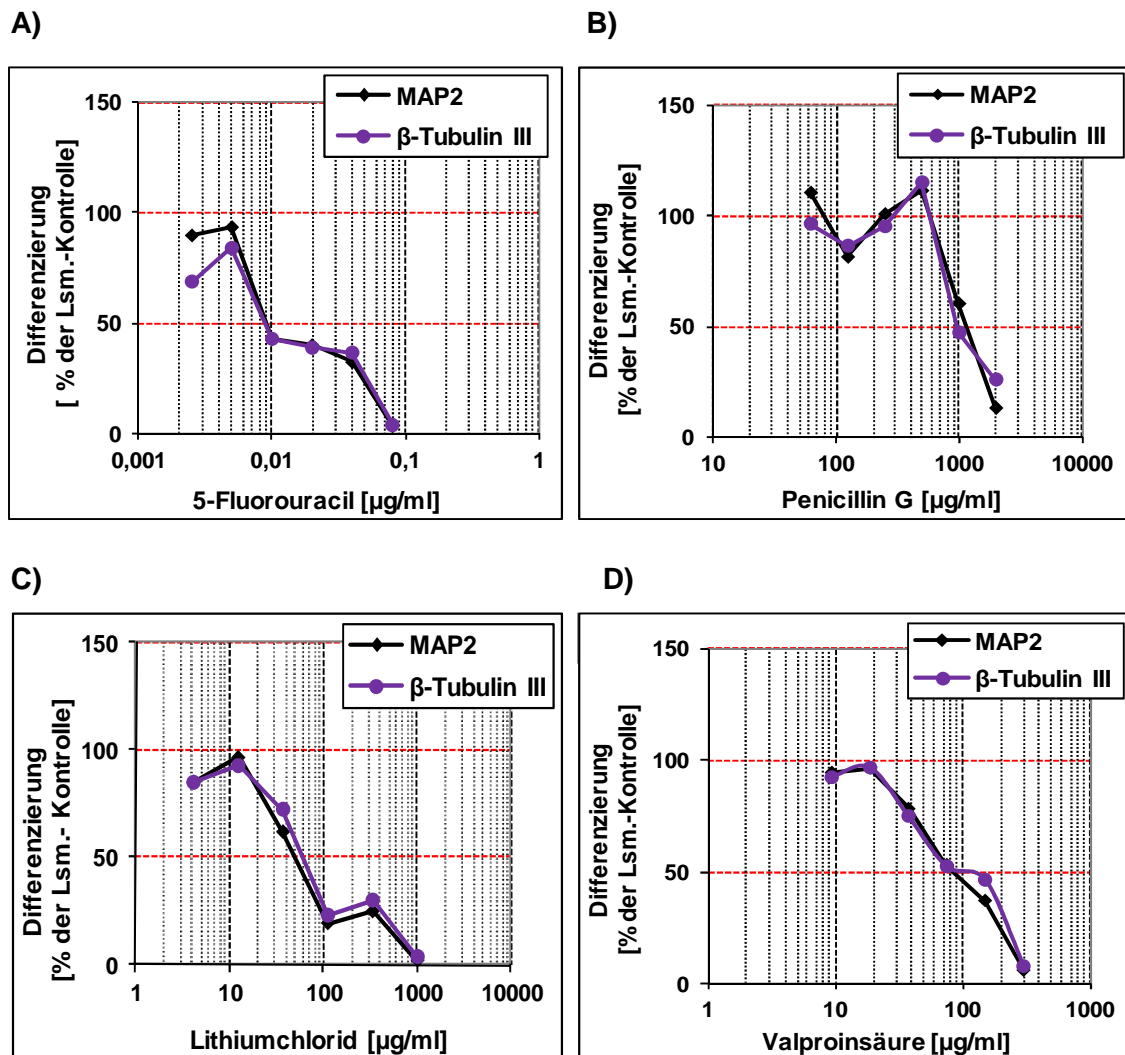 A)
MAP2
β-Tubulin III
150
100
50
0
Differenzierung
[ % der Lsm.-Kontrolle]
0,001
0,01
0,1
1
5-Fluorouracil [µg/ml]
B)
MAP2
β-Tubulin III
150
100
50
0
Differenzierung
[% der Lsm.-Kontrolle]
10
100
1000
10000
Penicillin G [µg/ml]
C)
MAP2
β-Tubulin III
150
100
50
0
Differenzierung
[% der Lsm.- Kontrolle]
1
10
100
1000
10000
Lithiumchlorid [µg/ml]
D)
MAP2
β-Tubulin III
150
100
50
0
Differenzierung
[% der Lsm.-Kontrolle]
1
10
100
1000
Valproinsäure [µg/ml]